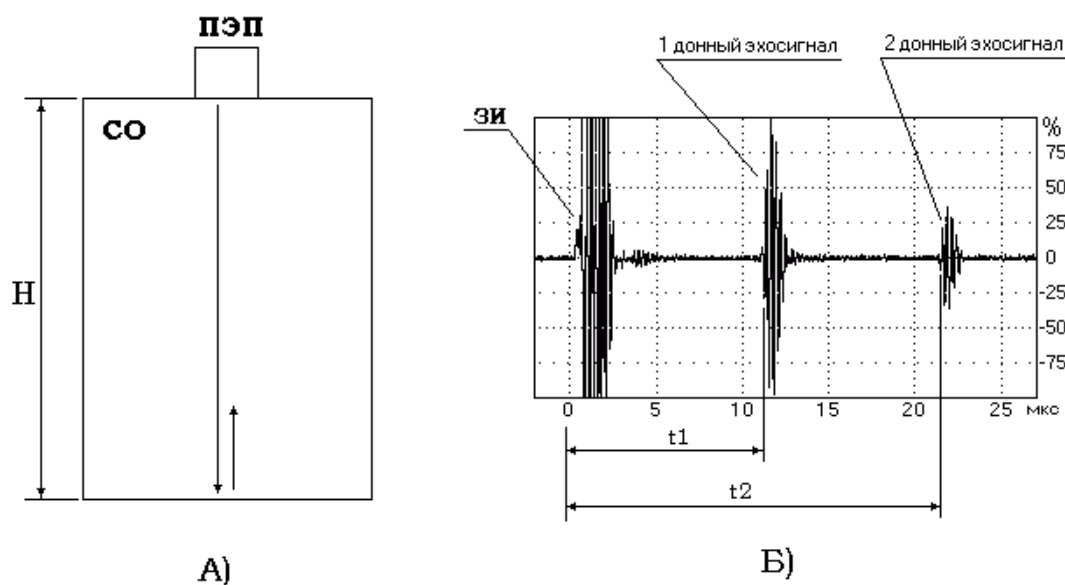 ПЭП
СО
Н
А)
1 донный эхосигнал
2 донный эхосигнал
ЗИ
%
75
50
25
0
-25
-50
-75
0 5 10 15 20 25 мкс
t1
t2
Б)